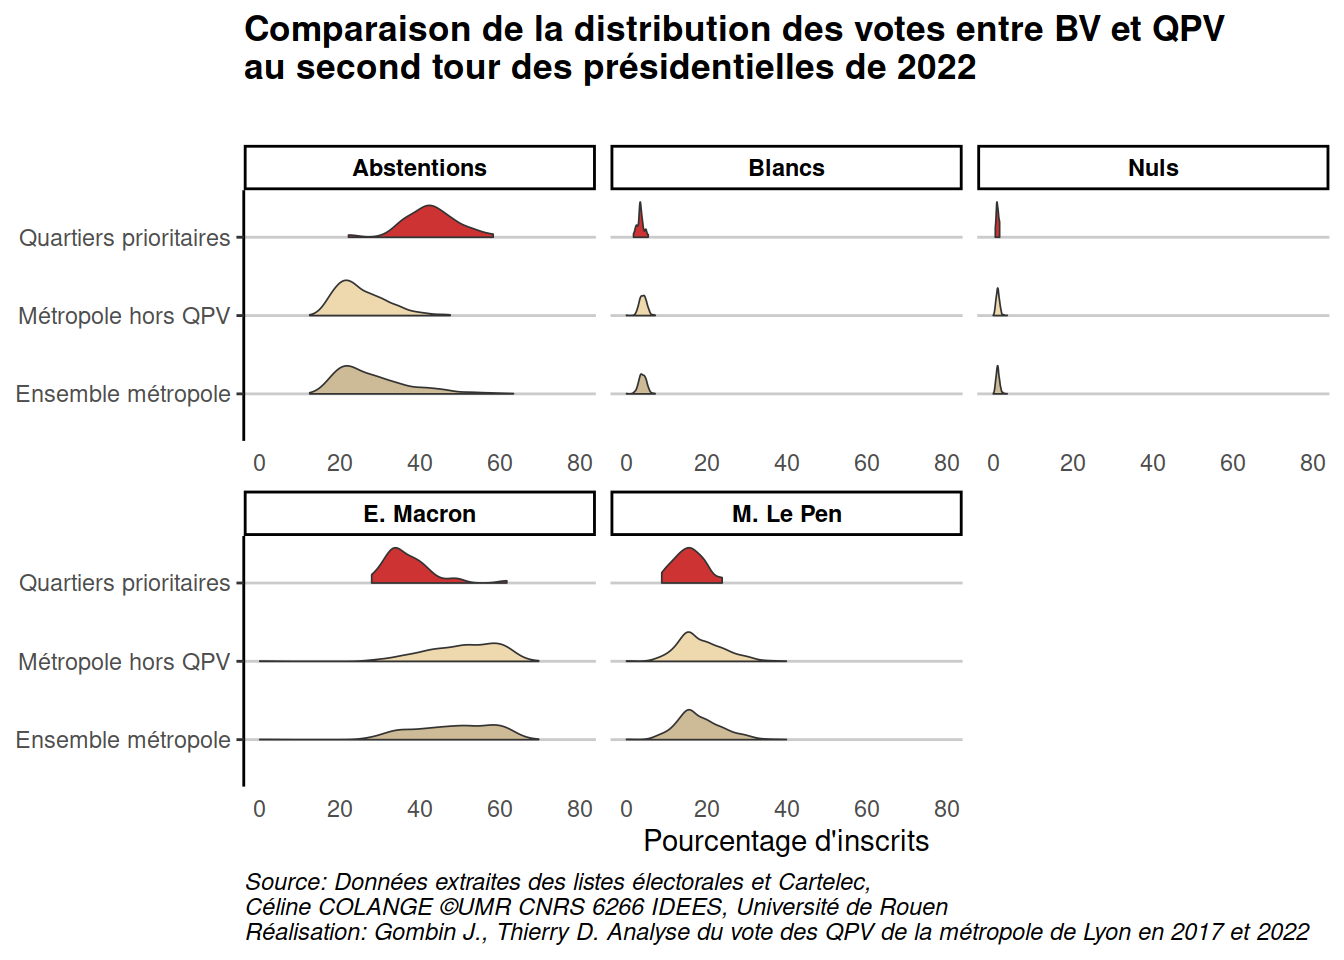 Comparaison de la distribution des votes entre BV et QPV
au second tour des présidentielles de 2022
Abstentions
Blancs
Nuls
Quartiers prioritaires
Métropole hors QPV
Ensemble métropole
0 20 40 60 80
0 20 40 60 80
0 20 40 60 80
E. Macron
M. Le Pen
Quartiers prioritaires
Métropole hors QPV
Ensemble métropole
0 20 40 60 80
0 20 40 60 80
Pourcentage d'inscrits
Source: Données extraites des listes électorales et Cartelec,
Céline COLANGE ©UMR CNRS 6266 IDEES, Université de Rouen
Réalisation: Gombin J., Thierry D. Analyse du vote des QPV de la métropole de Lyon en 2017 et 2022